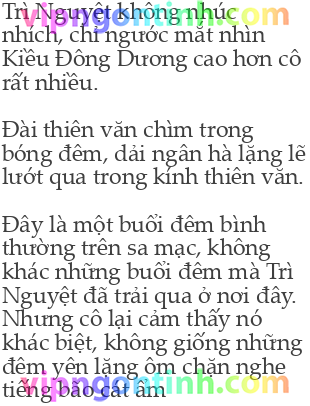 vipngontinh.com
Trì Nguyệt không nhúc
nhích, chỉ ngước mắt nhìn
Kiều Đông Dương cao hơn cô
rất nhiều.
Đài thiên văn chìm trong
bóng đêm, dải ngân hà lặng lẽ
lướt qua trong kính thiên văn.
Đây là một buổi đêm bình
thường trên sa mạc, không
khác những buổi đêm mà Trì
Nguyệt đã trải qua ở nơi đây.
Nhưng cô lại cảm thấy nó
khác biệt, không giống những
đêm yên lặng ôm chặn nghe
tiếng bão cát ầm
vipngontinh.com